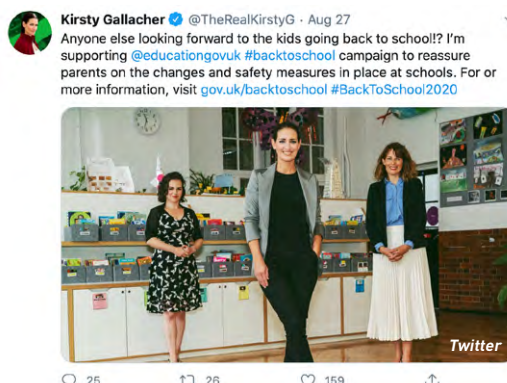 Kirsty Gallacher @TheRealKirstyG · Aug 27
Anyone else looking forward to the kids going back to school!? I'm
supporting @educationgovuk #backtoschool campaign to reassure
parents on the changes and safety measures in place at schools. For or
more information, visit gov.uk/backtoschool #BackToSchool2020
Twitter
25 26 159